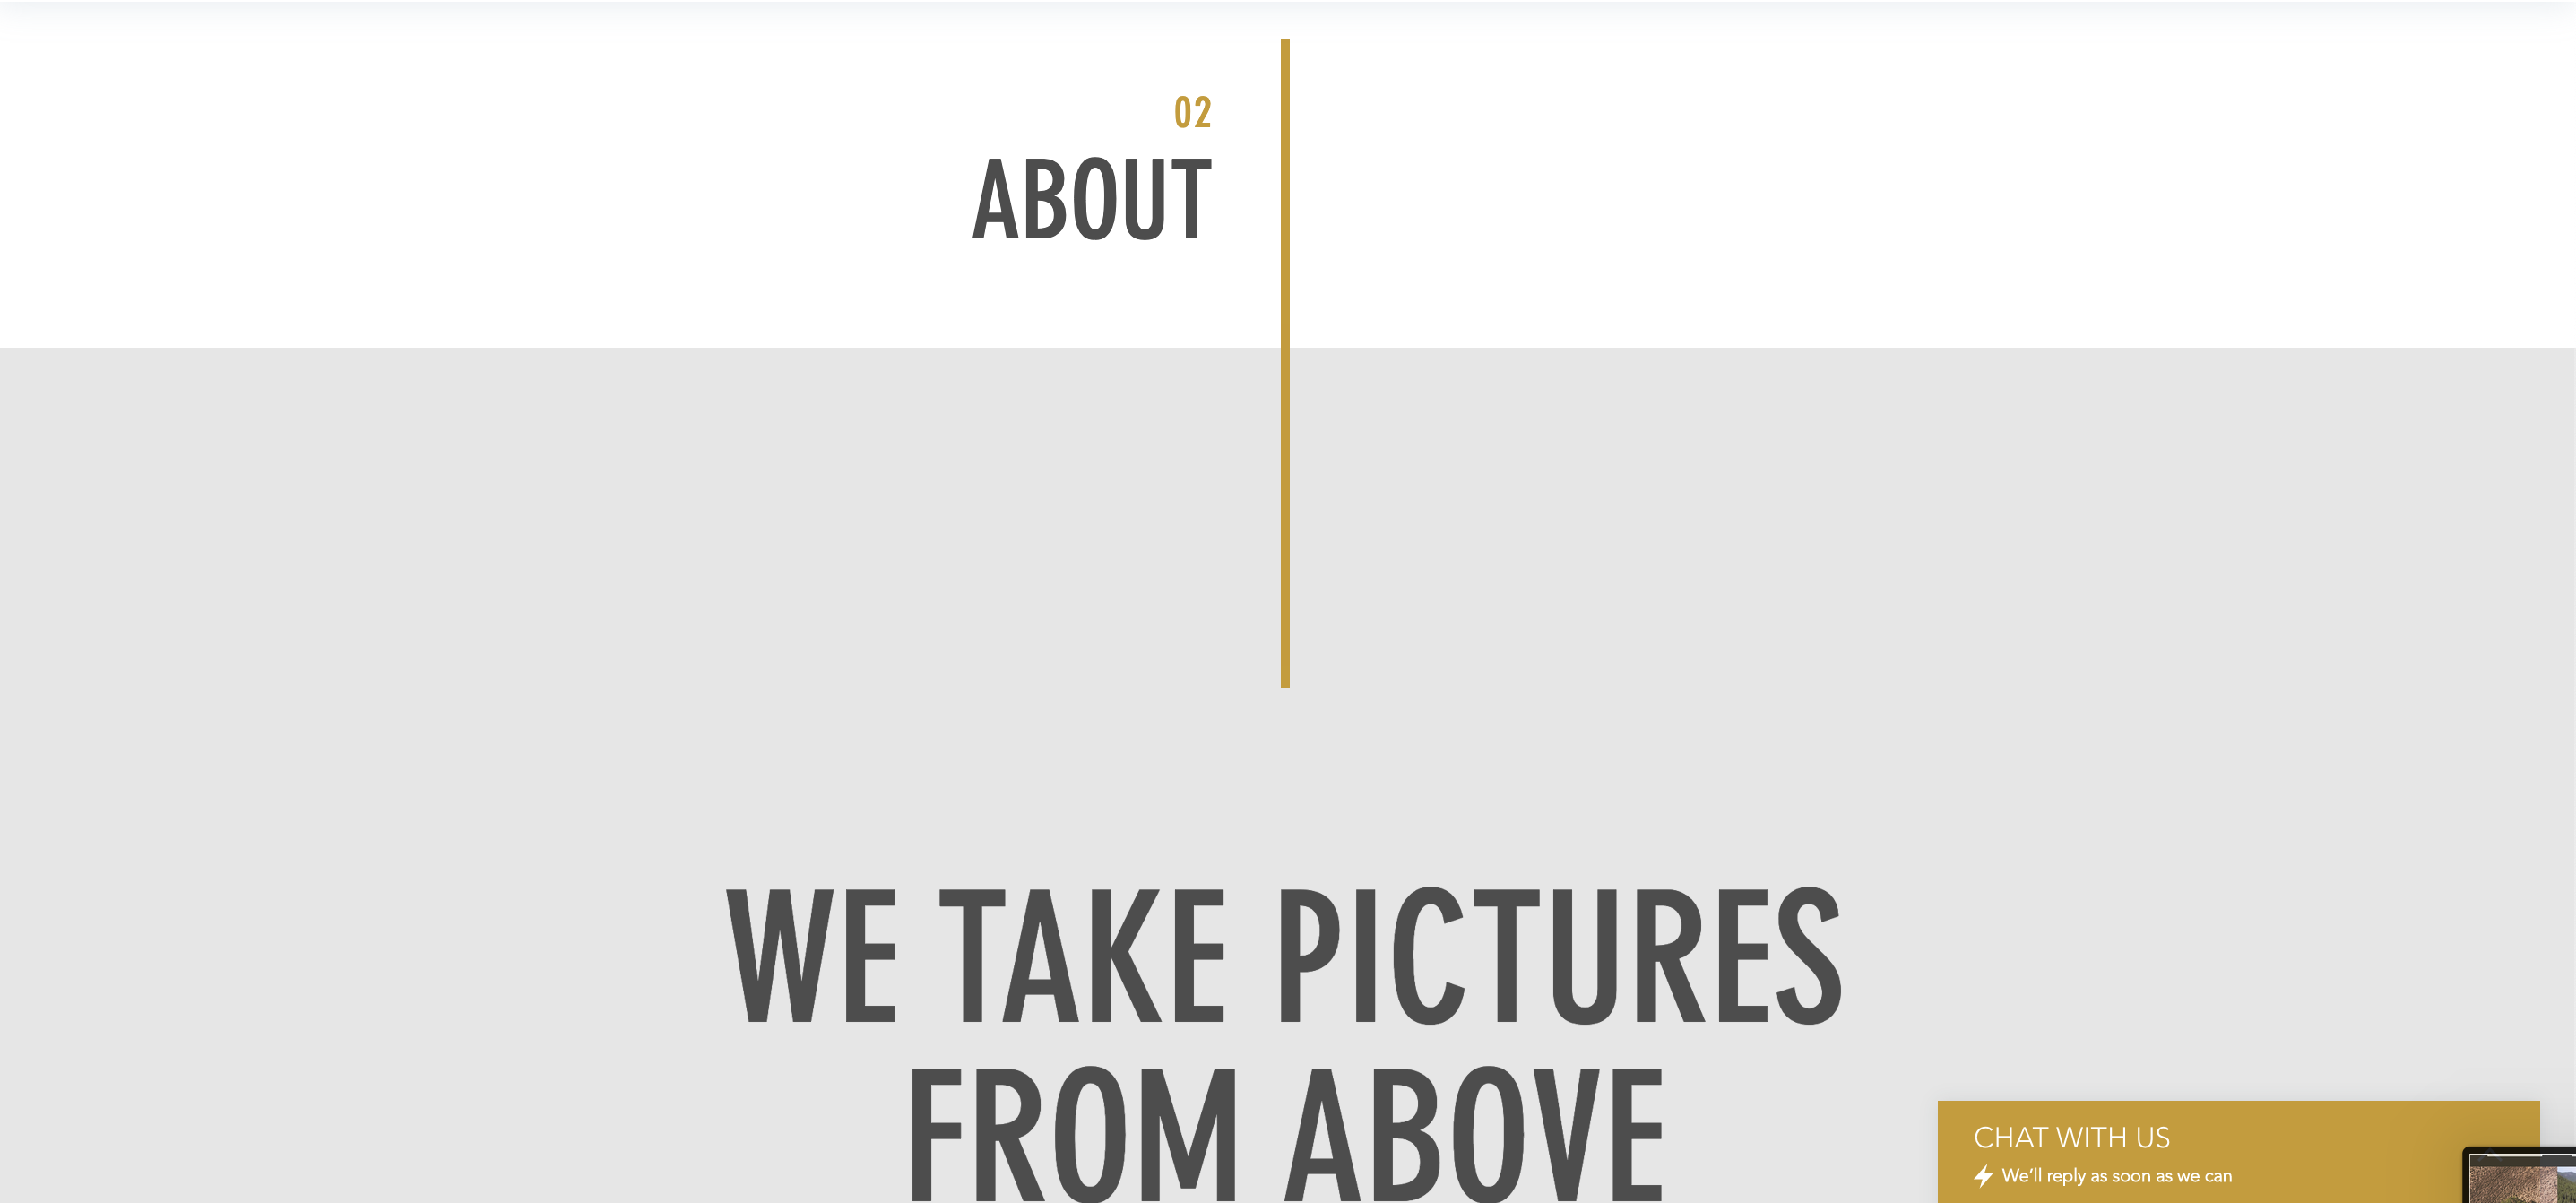 02
ABOUT
WE TAKE PICTURES
FROM ABOVE
CHAT WITH US
We'll reply as soon as we can